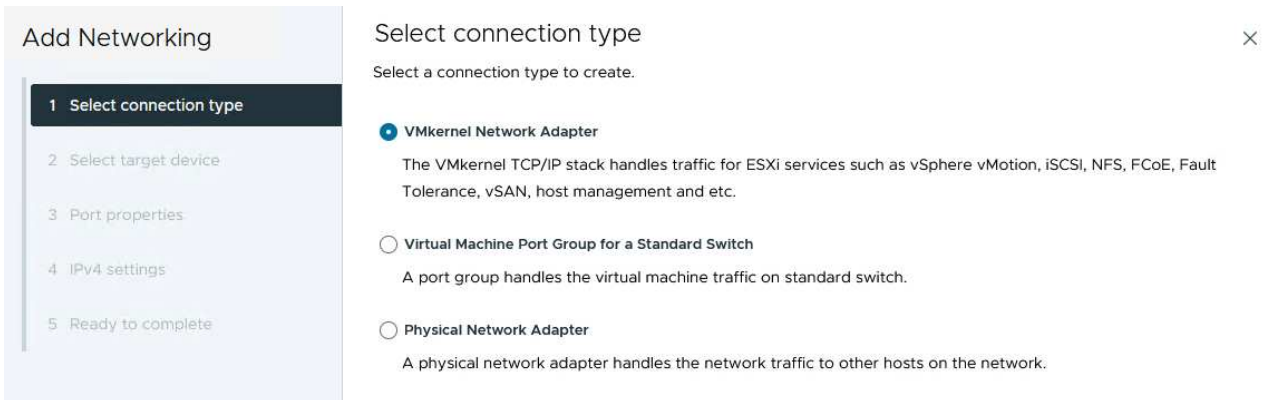 Add Networking
1 Select connection type
2 Select target device
3 Port properties
4 IPv4 settings
5 Ready to complete
Select connection type
Select a connection type to create.
VMkernel Network Adapter
The VMkernel TCP/IP stack handles traffic for ESXi services such as vSphere vMotion, iSCSI, NFS, FCoE, Fault
Tolerance, vSAN, host management and etc.
Virtual Machine Port Group for a Standard Switch
A port group handles the virtual machine traffic on standard switch.
Physical Network Adapter
A physical network adapter handles the network traffic to other hosts on the network.